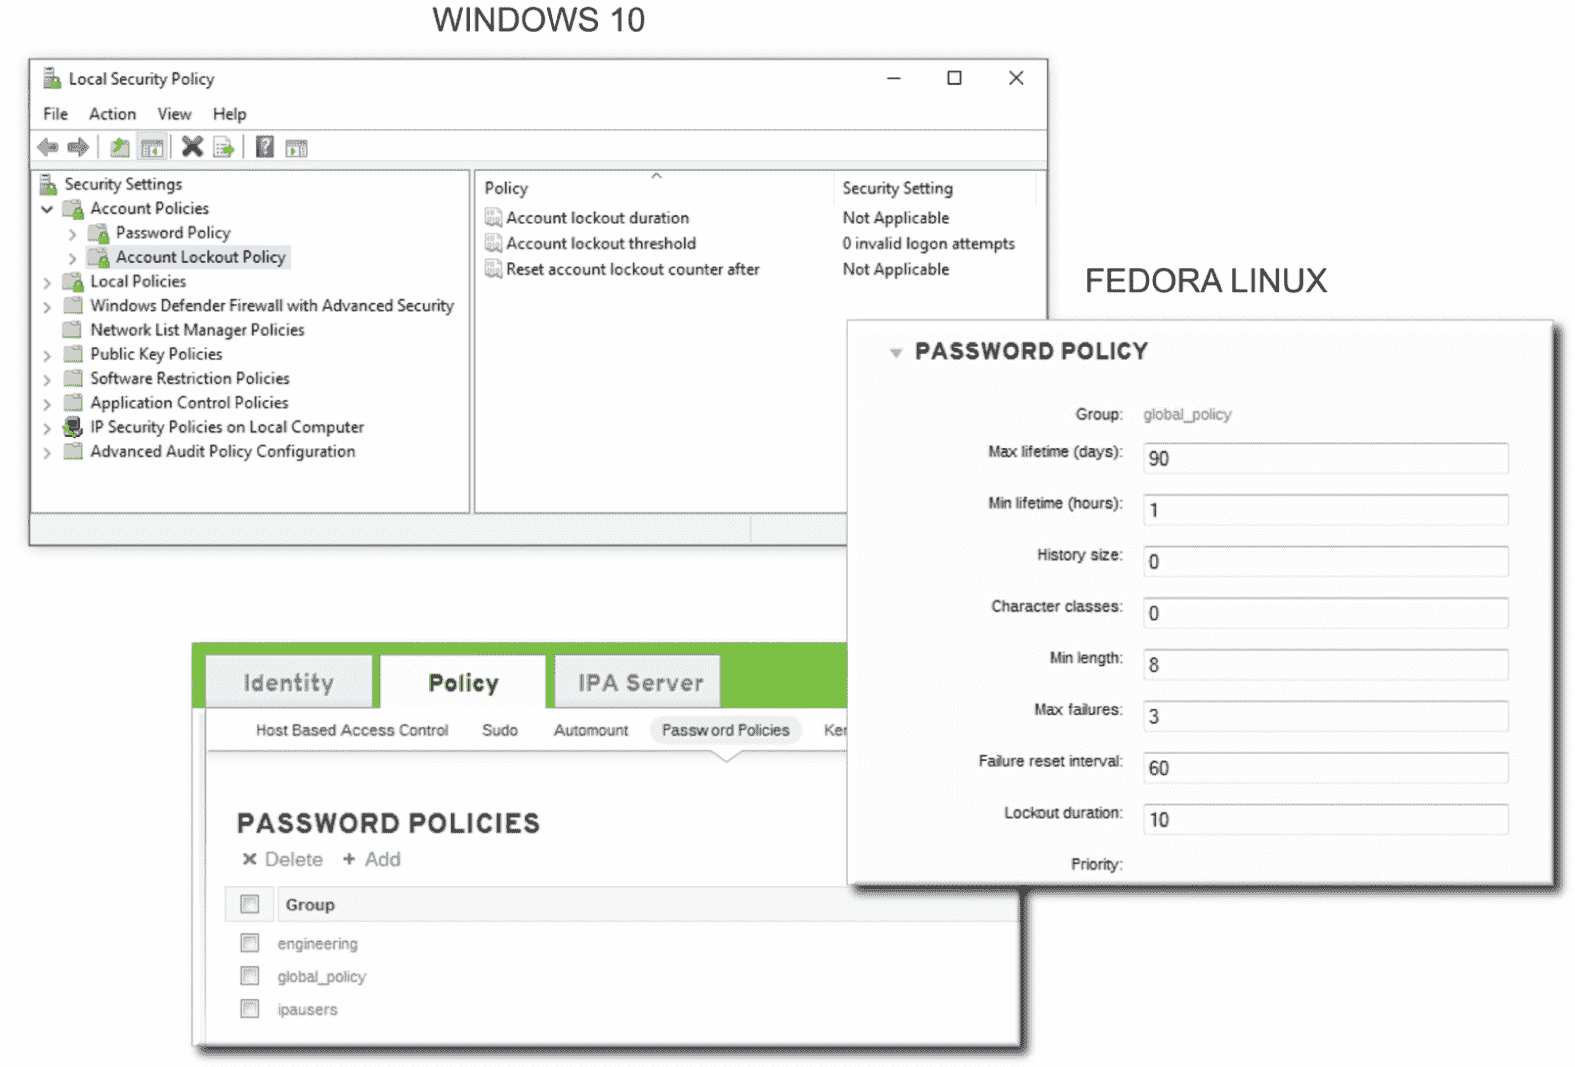 WINDOWS 10
Local Security Policy
File Action View Help
Security Settings
Account Policies
Password Policy
Account Lockout Policy
Local Policies
Windows Defender Firewall with Advanced Security
Network List Manager Policies
Public Key Policies
Software Restriction Policies
Application Control Policies
IP Security Policies on Local Computer
Advanced Audit Policy Configuration
Policy Security Setting
Account lockout duration Not Applicable
Account lockout threshold 0 invalid logon attempts
Reset account lockout counter after Not Applicable
FEDORA LINUX
PASSWORD POLICY
Group: global_policy
Max lifetime (days): 90
Min lifetime (hours): 1
History size: 0
Character classes: 0
Min length: 8
Max failures: 3
Failure reset interval: 60
Lockout duration: 10
Priority:
Identity Policy IPA Server
Host Based Access Control Sudo Automount Password Policies Ker
PASSWORD POLICIES
Delete + Add
Group
engineering
global_policy
ipausers